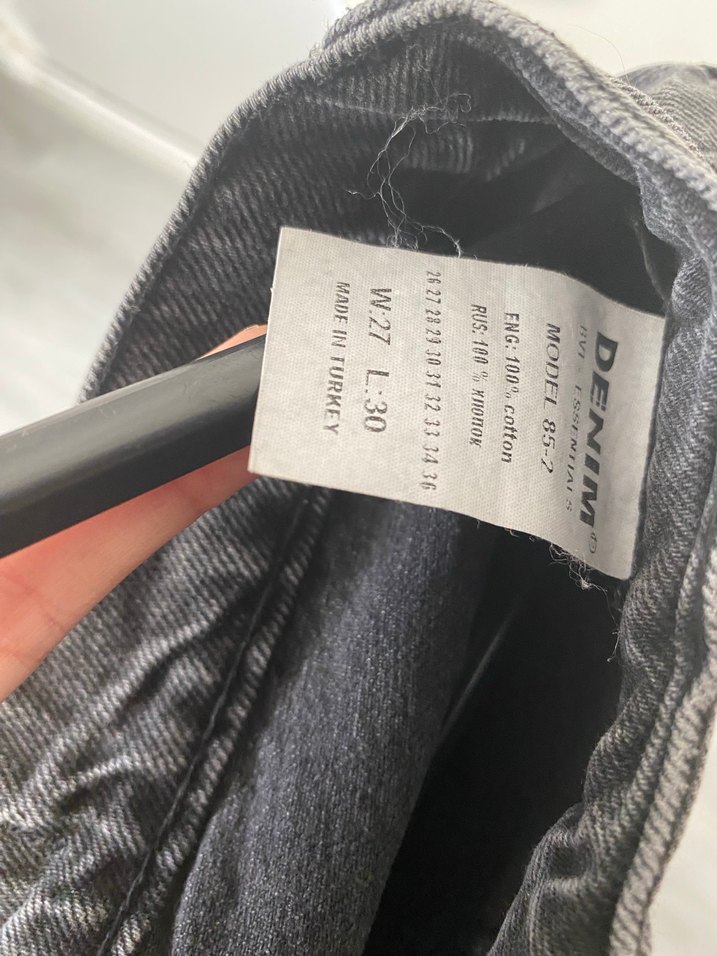 DENIM®
BVL ESSENTIALS
MODEL 85-2
ENG: 100% cotton
RUS: 100% хлопок
26 27 28 29 30 31 32 33 34 36
W:27 L:30
MADE IN TURKEY